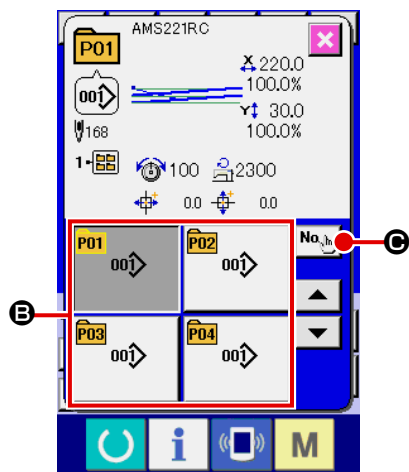 AMS221RC
P01
X 220.0
001 100.0%
Y 30.0
168 100.0%
1- 100 2300
0.0 0.0
P01 P02 No.
001 001 C
B
P03 P04
001 001
i M